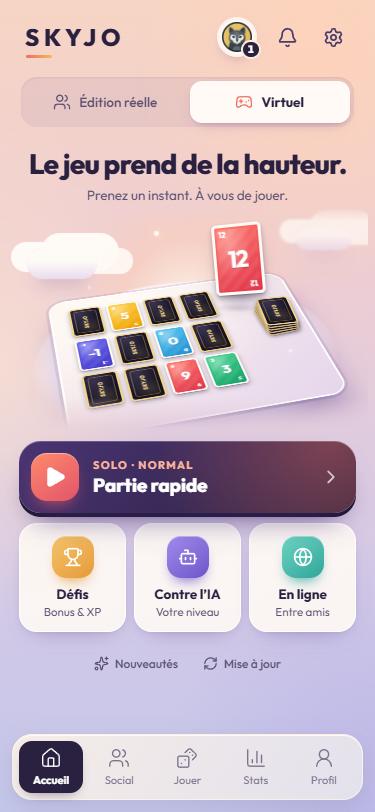 SKYJO
1
Édition réelle
Virtuel
Le jeu prend de la hauteur.
Prenez un instant. À vous de jouer.
12
12
12
5
-1
0
9
3
SOLO · NORMAL
Partie rapide
Défis
Bonus & XP
Contre l'IA
Votre niveau
En ligne
Entre amis
Nouveautés
Mise à jour
Accueil
Social
Jouer
Stats
Profil